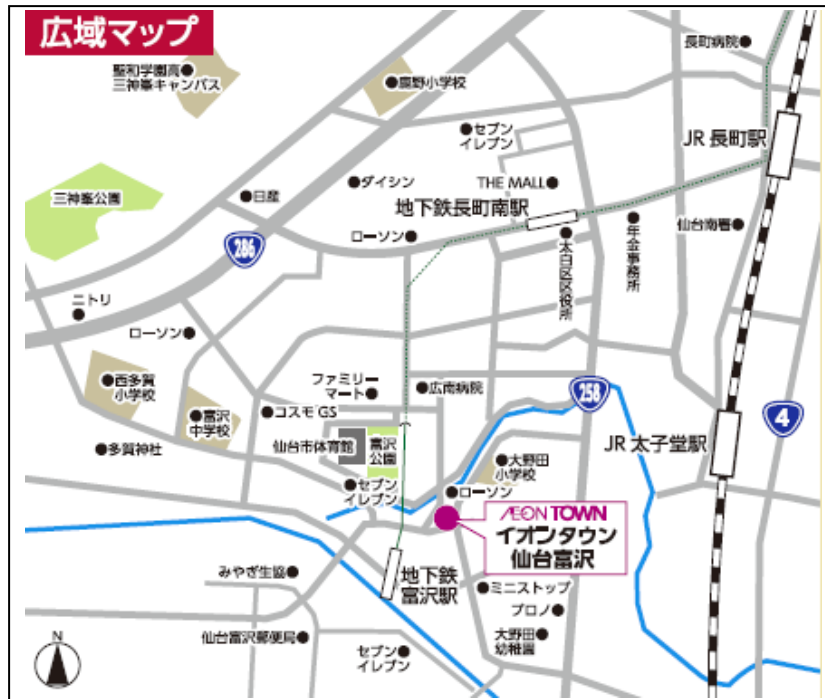 広域マップ
長町病院
聖和学園高
三神峯キャンパス
鹿野小学校
セブン
イレブン
JR 長町駅
ダイシン
THE MALL
三神峯公園
日産
地下鉄長町南駅
ローソン
仙台南署
年金事務所
太白区区役所
286
ニトリ
ローソン
ファミリー
マート
広南病院
258
西多賀
小学校
コスモGS
富沢
中学校
4
JR 太子堂駅
多賀神社
仙台市体育館
富沢
公園
大野田
小学校
セブン
イレブン
ローソン
ÆON TOWN
イオンタウン
仙台富沢
みやぎ生協
地下鉄
富沢駅
ミニストップ
プロノ
仙台富沢郵便局
大野田
幼稚園
セブン
イレブン
N